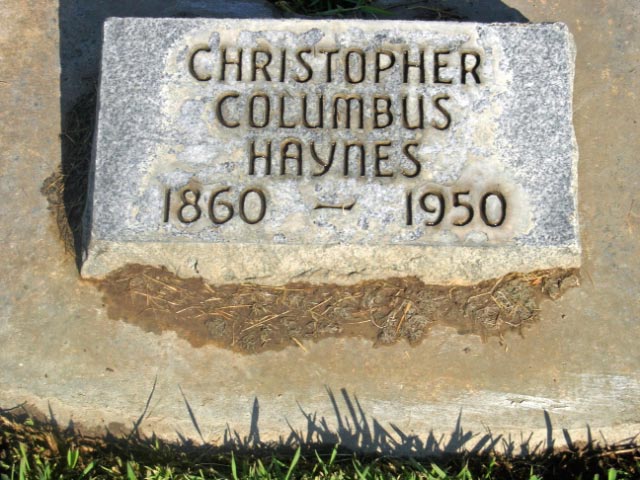 CHRISTOPHER
COLUMBUS
HAYNES
1860 – 1950